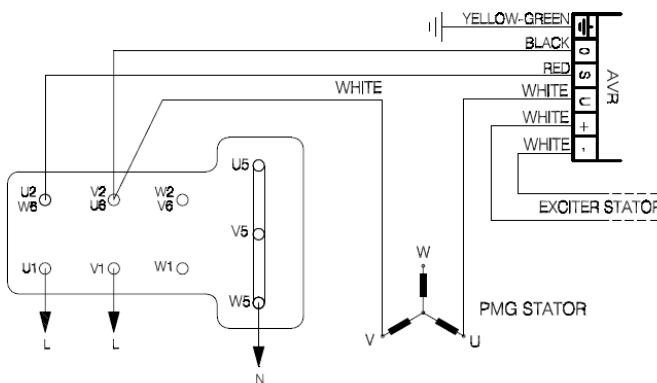 YELLOW-GREEN
BLACK
O
RED
S
AVR
WHITE
WHITE
U
WHITE
+
WHITE
-
EXCITER STATOR
U5
U2
W6
V2
U6
W2
V6
V5
U1
V1
W1
W5
W
V
U
PMG STATOR
L
L
N